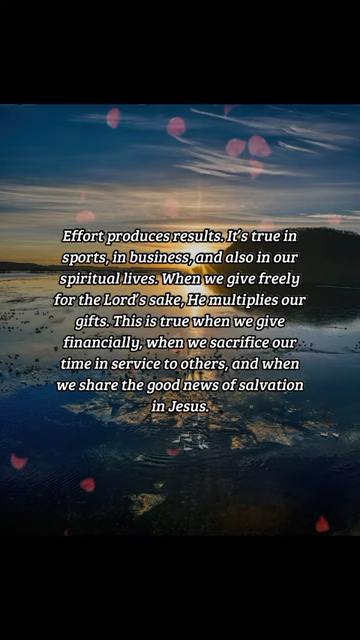 Effort produces results. It's true in
sports, in business, and also in our
spiritual lives. When we give freely
for the Lord's sake, He multiplies our
gifts. This is true when we give
financially, when we sacrifice our
time in service to others, and when
we share the good news of salvation
in Jesus.